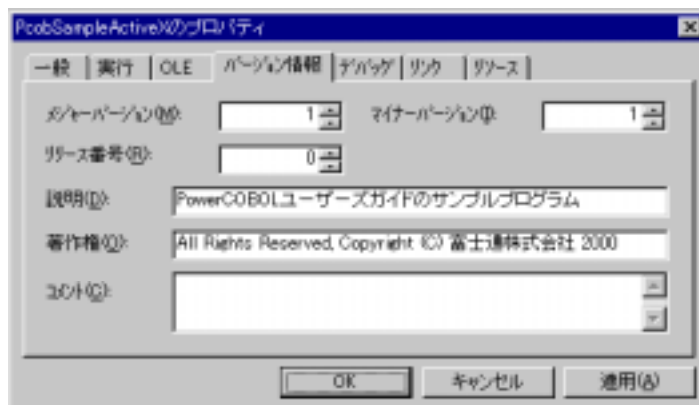 PcobSampleActiveXのプロパティ
一般 実行 OLE バージョン情報 デバッグ リンク リソース
メジャーバージョン(M): 1 マイナーバージョン(I): 1
リリース番号(R): 0
説明(D): PowerCOBOLユーザーズガイドのサンプルプログラム
著作権(O): All Rights Reserved, Copyright (C) 富士通株式会社 2000
コメント(C):
OK キャンセル 適用(A)